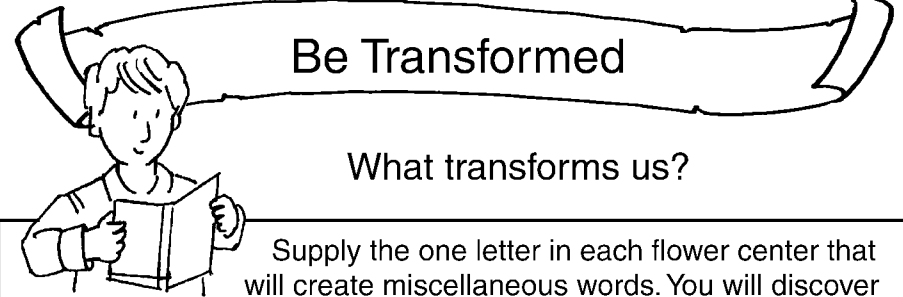 Be Transformed
What transforms us?
Supply the one letter in each flower center that
will create miscellaneous words. You will discover